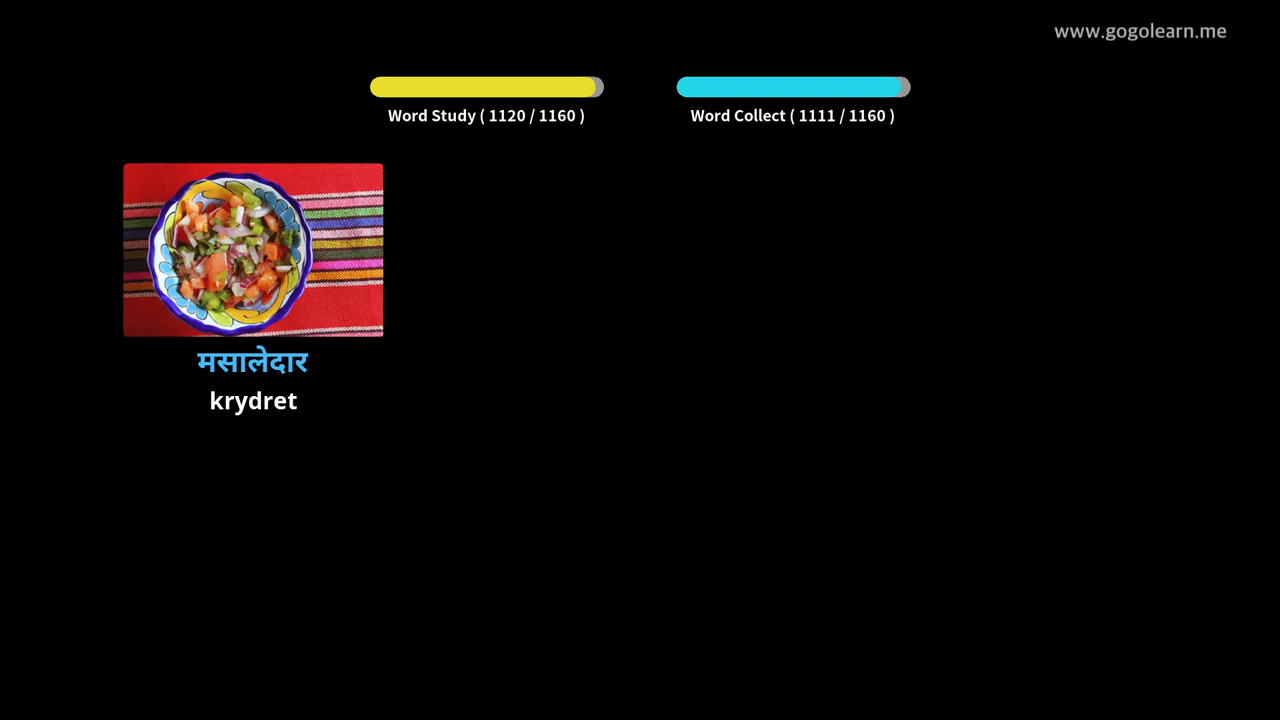 www.gogolearn.me
Word Study ( 1120 / 1160 )
Word Collect ( 1111 / 1160 )
मसालेदार
krydret